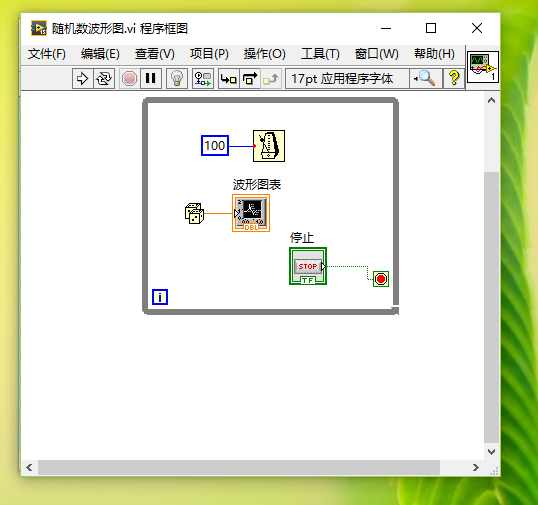 随机数波形图.vi 程序框图
文件(F) 编辑(E) 查看(V) 项目(P) 操作(O) 工具(T) 窗口(W) 帮助(H)
17pt 应用程序字体
1
100
波形图表
DBL
停止
STOP
TF
i